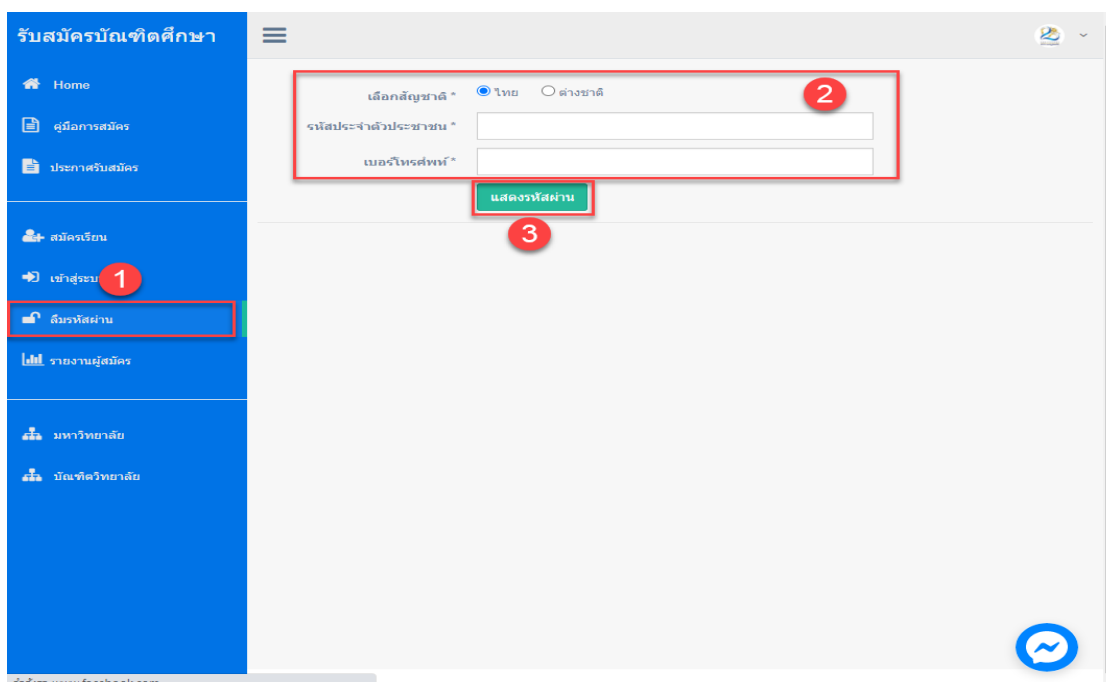 รับสมัครบัณฑิตศึกษา
Home
คู่มือการสมัคร
ประกาศรับสมัคร
สมัครเรียน
เข้าสู่ระบ
1
ลืมรหัสผ่าน
รายงานผู้สมัคร
มหาวิทยาลัย
บัณฑิตวิทยาลัย
เลือกสัญชาติ * ไทย ต่างชาติ
2
รหัสประจำตัวประชาชน *
เบอร์โทรศัพท์ *
แสดงรหัสผ่าน
3